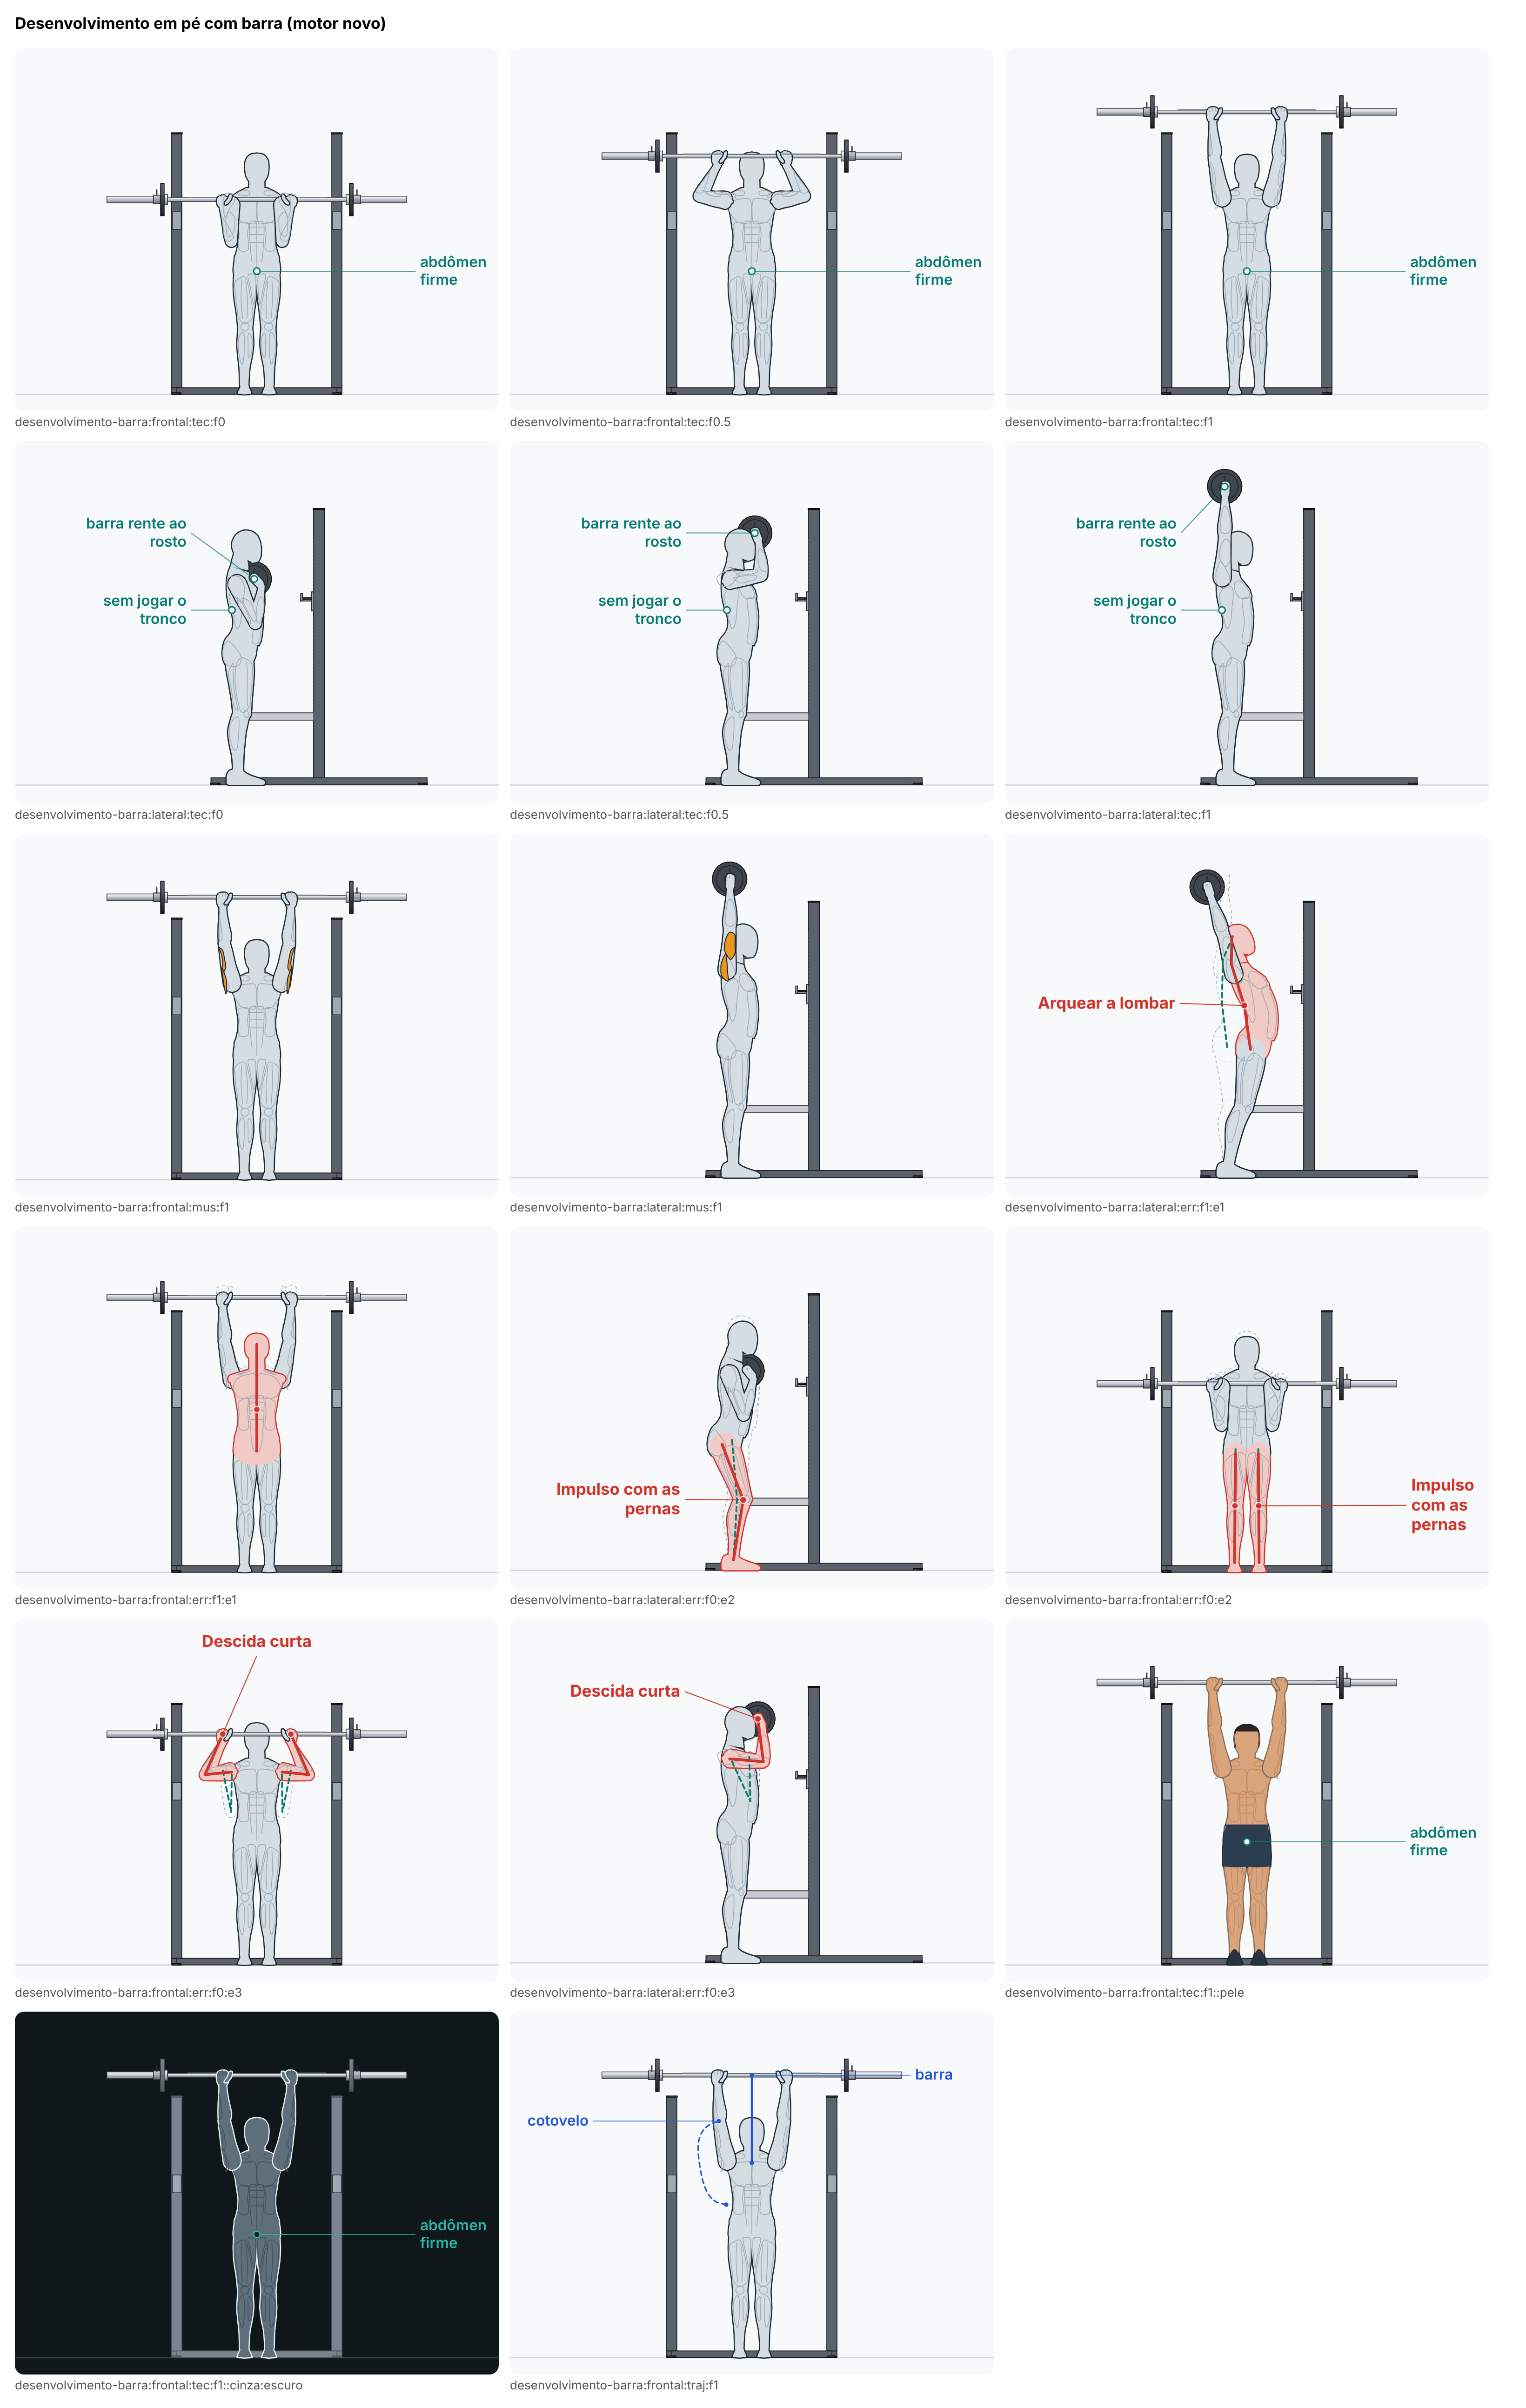 Desenvolvimento em pé com barra (motor novo)
abdômen
firme
abdômen
firme
abdômen
firme
desenvolvimento-barra:frontal:tec:f0
desenvolvimento-barra:frontal:tec:f0.5
desenvolvimento-barra:frontal:tec:f1
barra rente ao
rosto
sem jogar o
tronco
barra rente ao
rosto
sem jogar o
tronco
barra rente ao
rosto
sem jogar o
tronco
desenvolvimento-barra:lateral:tec:f0
desenvolvimento-barra:lateral:tec:f0.5
desenvolvimento-barra:lateral:tec:f1
Arquear a lombar
desenvolvimento-barra:frontal:mus:f1
desenvolvimento-barra:lateral:mus:f1
desenvolvimento-barra:lateral:err:f1:e1
Impulso com as
pernas
Impulso
com as
pernas
desenvolvimento-barra:frontal:err:f1:e1
desenvolvimento-barra:lateral:err:f0:e2
desenvolvimento-barra:frontal:err:f0:e2
Descida curta
Descida curta
abdômen
firme
desenvolvimento-barra:frontal:err:f0:e3
desenvolvimento-barra:lateral:err:f0:e3
desenvolvimento-barra:frontal:tec:f1::pele
abdômen
firme
barra
cotovelo
desenvolvimento-barra:frontal:tec:f1::cinza:escuro
desenvolvimento-barra:frontal:traj:f1